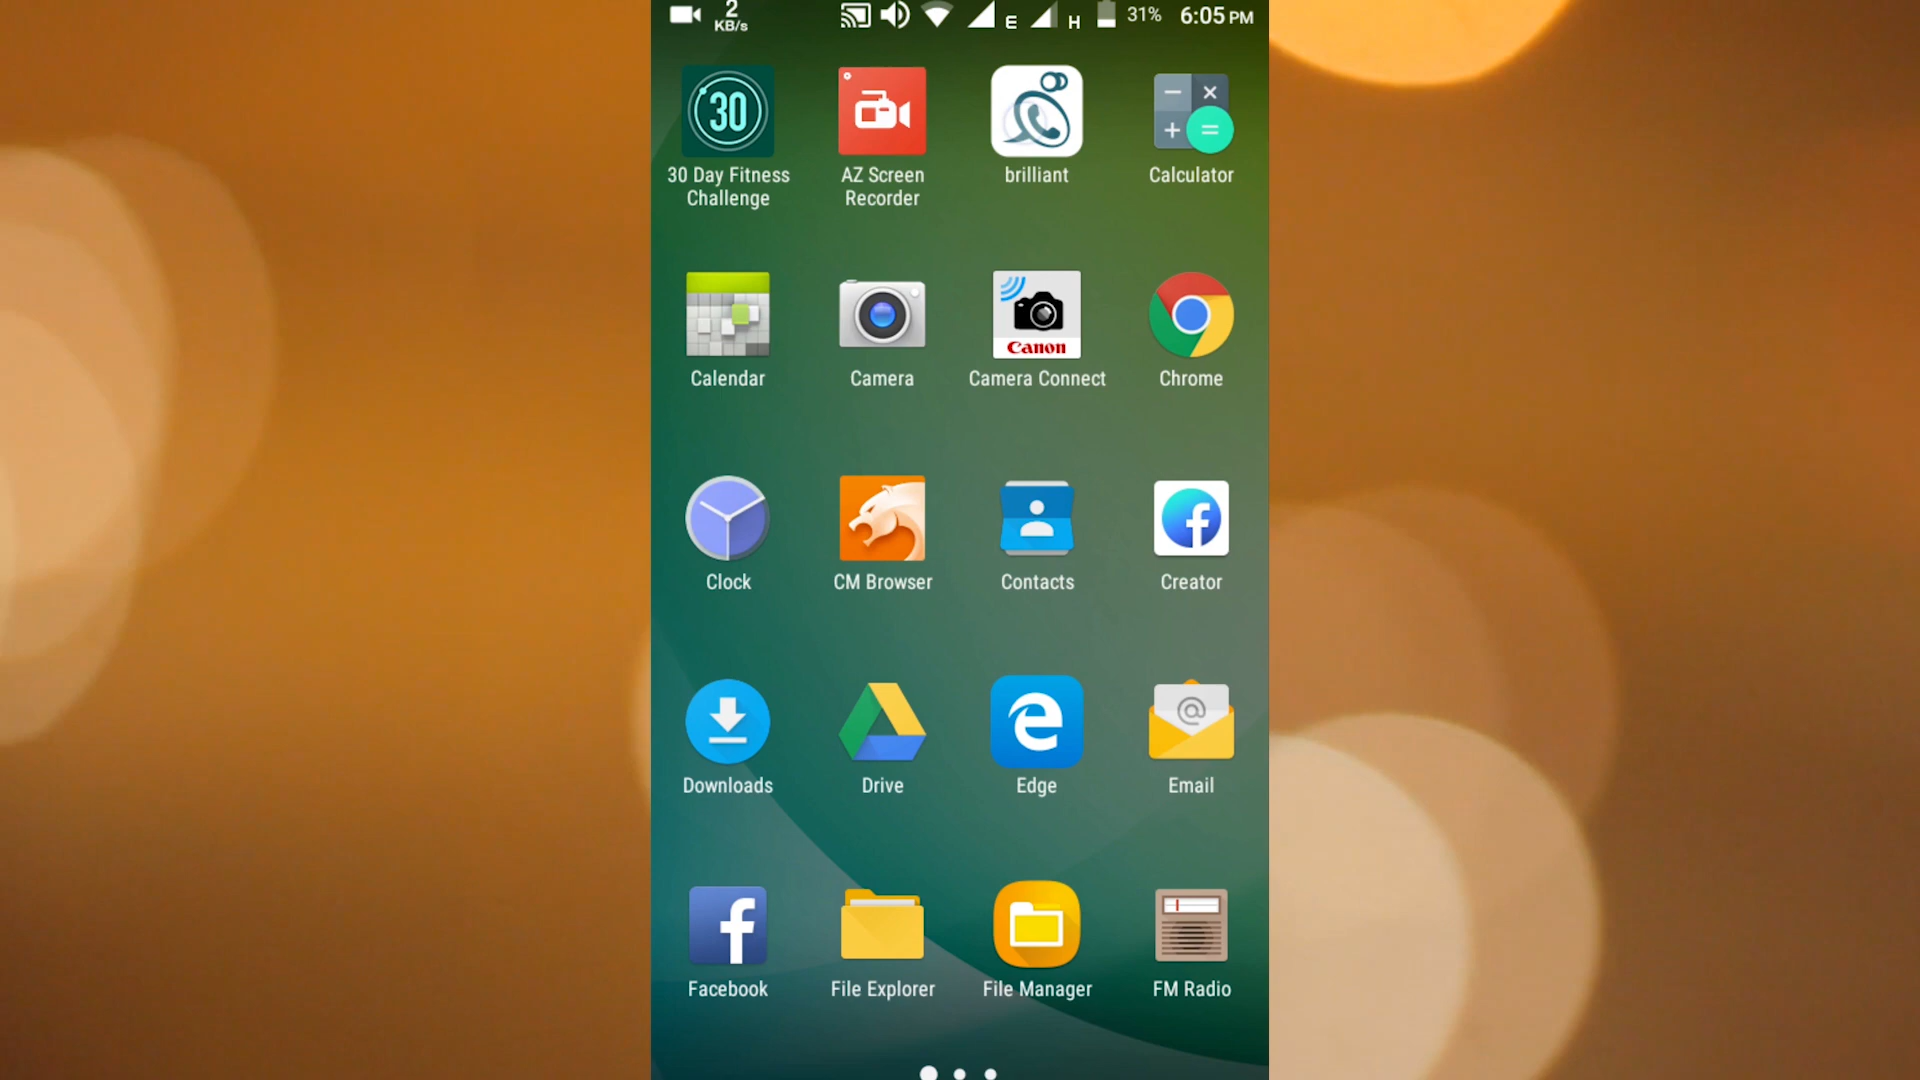 2
KB/s
E
H
31%
6:05 PM
30
30 Day Fitness
Challenge
AZ Screen
Recorder
brilliant
Calculator
Calendar
Camera
Canon
Camera Connect
Chrome
Clock
CM Browser
Contacts
Creator
Downloads
Drive
Edge
@
Email
Facebook
File Explorer
File Manager
FM Radio